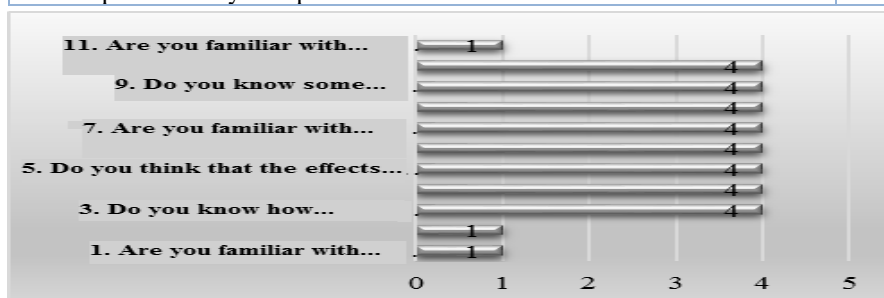 11. Are you familiar with... 1
4
9. Do you know some... 4
4
7. Are you familiar with... 4
4
5. Do you think that the effects... 4
4
3. Do you know how... 4
1
1. Are you familiar with... 1
0 1 2 3 4 5